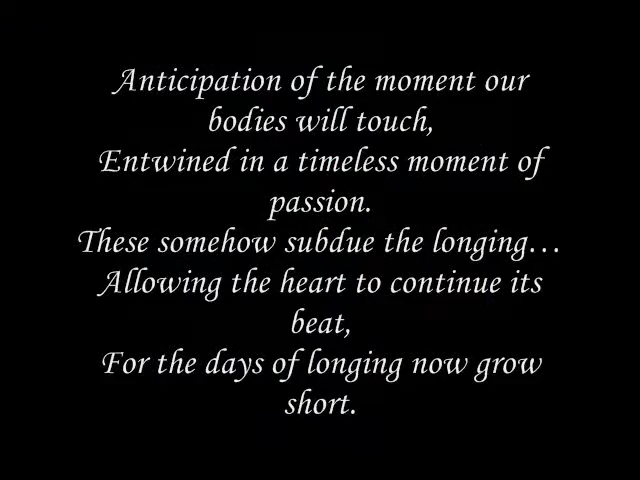 Anticipation of the moment our
bodies will touch,
Entwined in a timeless moment of
passion.
These somehow subdue the longing…
Allowing the heart to continue its
beat,
For the days of longing now grow
short.